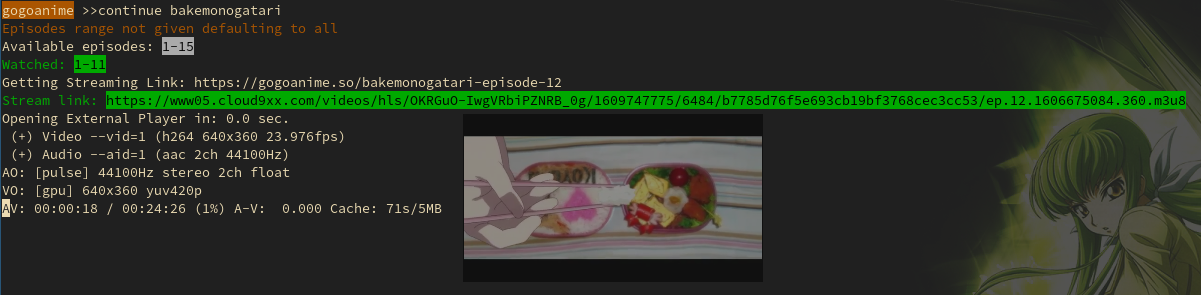 gogoanime >>continue bakemonogatari
Episodes range not given defaulting to all
Available episodes: 1-15
Watched: 1-11
Getting Streaming Link: https://gogoanime.so/bakemonogatari-episode-12
Stream link: https://www05.cloud9xx.com/videos/hls/OKRGuO-IwgVRbiPZNRB_0g/1609747775/6484/b7785d76f5e693cb19bf3768cec3cc53/ep.12.1606675084.360.m3u8
Opening External Player in: 0.0 sec.
(+) Video --vid=1 (h264 640x360 23.976fps)
(+) Audio --aid=1 (aac 2ch 44100Hz)
AO: [pulse] 44100Hz stereo 2ch float
VO: [gpu] 640x360 yuv420p
AV: 00:00:18 / 00:24:26 (1%) A-V: 0.000 Cache: 71s/5MB